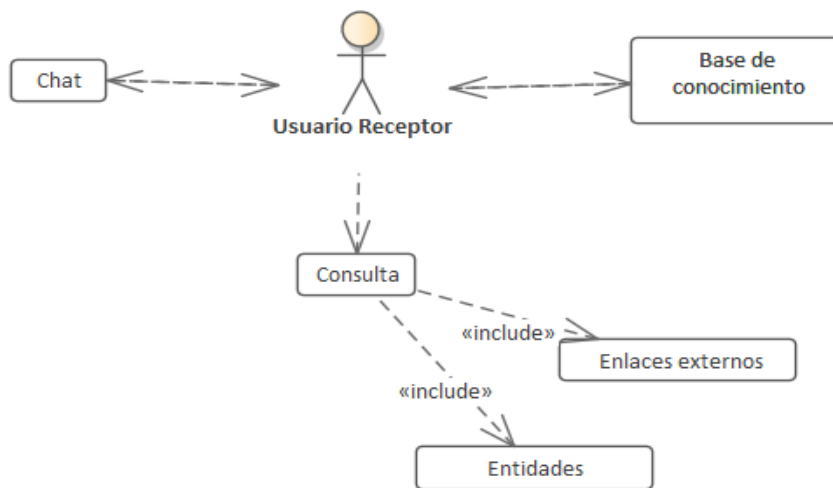 Chat
Usuario Receptor
Base de
conocimiento
Consulta
«include»
Enlaces externos
«include»
Entidades